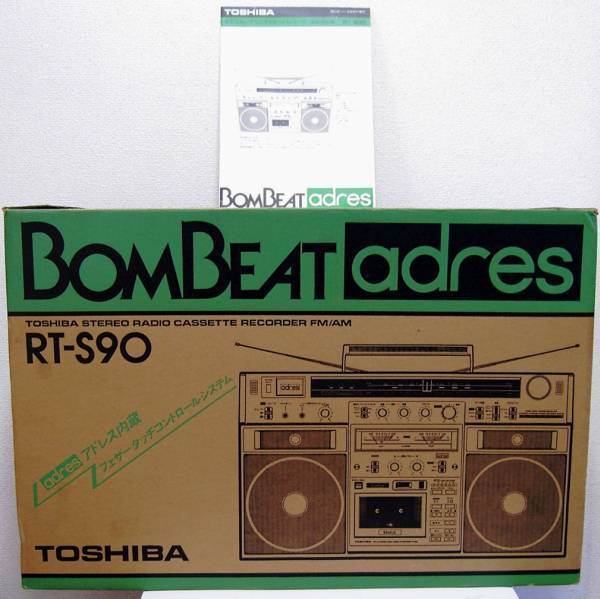 TOSHIBA
BOMBEAT adres
BOMBEAT adres
TOSHIBA STEREO RADIO CASSETTE RECORDER FM/AM
RT-S90
adres
adres アドレス内蔵
フェザータッチコントロールシステム
TOSHIBA